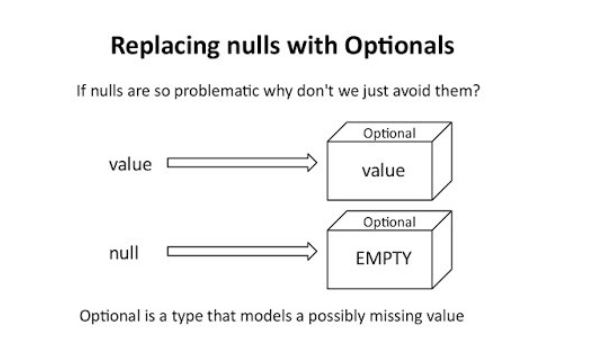 Replacing nulls with Optionals
If nulls are so problematic why don't we just avoid them?
Optional
value
value
Optional
null
EMPTY
Optional is a type that models a possibly missing value